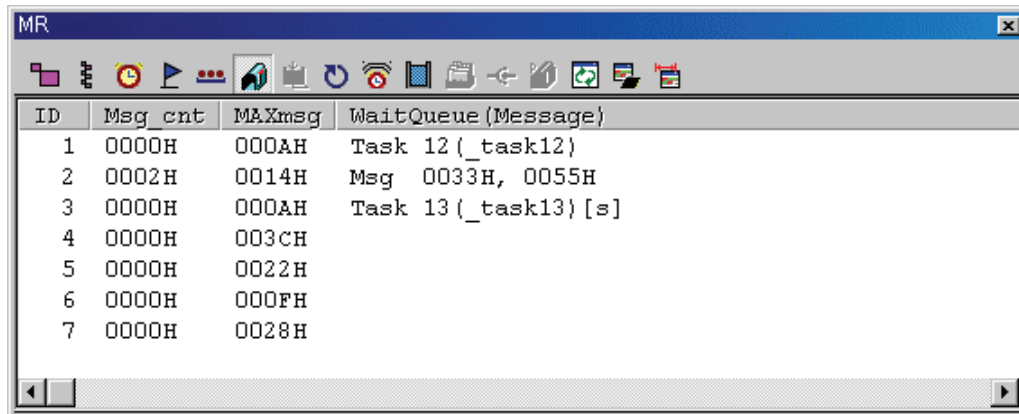 MR
ID Msg_cnt MAXmsg WaitQueue(Message)
1 0000H 000AH Task 12(_task12)
2 0002H 0014H Msg 0033H, 0055H
3 0000H 000AH Task 13(_task13)[s]
4 0000H 003CH
5 0000H 0022H
6 0000H 000FH
7 0000H 0028H